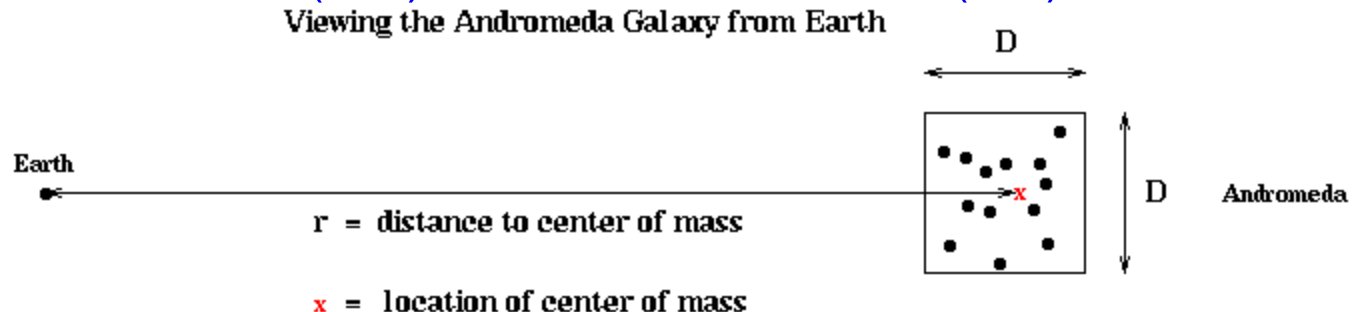 Viewing the Andromeda Galaxy from Earth
D
Earth
D
Andromeda
r = distance to center of mass
x
x = location of center of mass